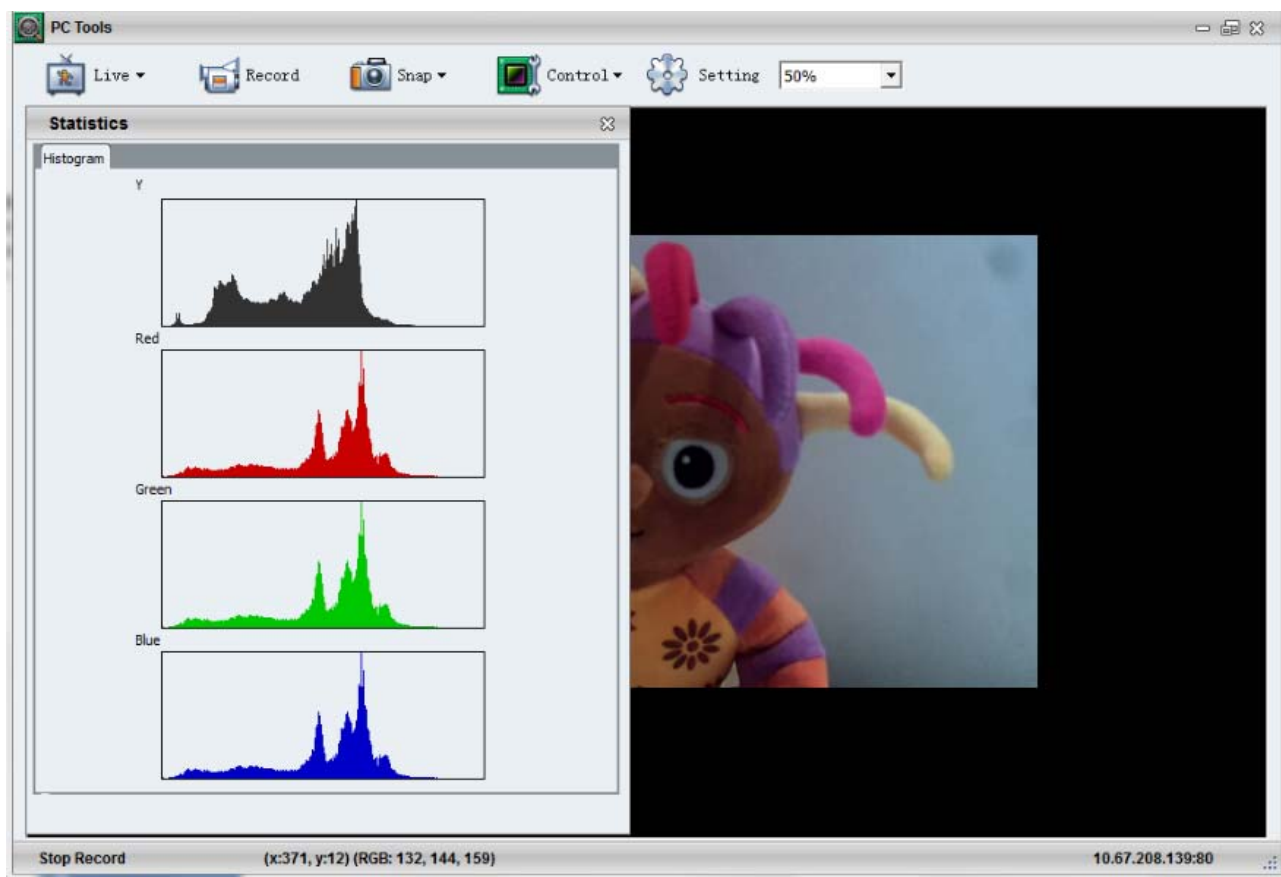 PC Tools
Live Record Snap Control Setting 50%
Statistics
Histogram
Y
Red
Green
Blue
Stop Record (x:371, y:12) (RGB: 132, 144, 159) 10.67.208.139:80